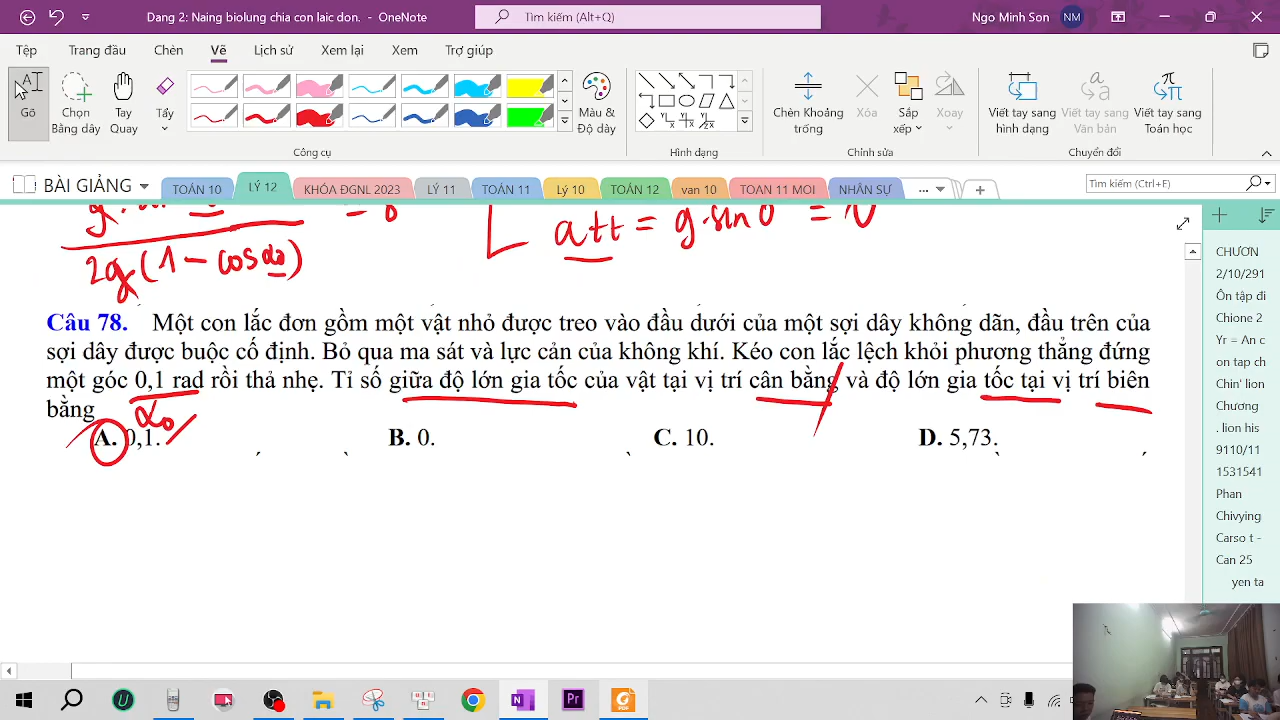 Dang 2: Naing biolung chia con laic don. - OneNote
Tìm kiếm (Alt+Q)
Ngo Minh Son
NM
Tệp
Trang đầu
Chèn
Vẽ
Lịch sử
Xem lại
Xem
Trợ giúp
Gõ
Chọn Bằng dây
Tay Quay
Tẩy
Màu & Độ dày
Chèn Khoảng trống
Xóa
Sắp xếp
Xoay
Viết tay sang hình dạng
Viết tay sang Văn bản
Viết tay sang Toán học
Công cụ
Hình dạng
Chỉnh sửa
Chuyển đổi
BÀI GIẢNG
TOÁN 10
LÝ 12
KHÓA ĐGNL 2023
LÝ 11
TOÁN 11
Lý 10
TOÁN 12
van 10
TOAN 11 MOI
NHÂN SỰ
...
Tìm kiếm (Ctrl+E)
att = g.sin0
2g(1 - cosα0)
Câu 78. Một con lắc đơn gồm một vật nhỏ được treo vào đầu dưới của một sợi dây không dãn, đầu trên của
sợi dây được buộc cố định. Bỏ qua ma sát và lực cản của không khí. Kéo con lắc lệch khỏi phương thẳng đứng
một góc 0,1 rad rồi thả nhẹ. Tỉ số giữa độ lớn gia tốc của vật tại vị trí cân bằng và độ lớn gia tốc tại vị trí biên
bằng
α0
A. 0,1.
B. 0.
C. 10.
D. 5,73.
CHƯƠN
2/10/291
Ôn tập đi
Chione 2
Yr = An c
on tap ch
Chin' lion
Chương
. lion his
9110/11
1531541
Phan
Chivying
Carso t -
Can 25
yen ta